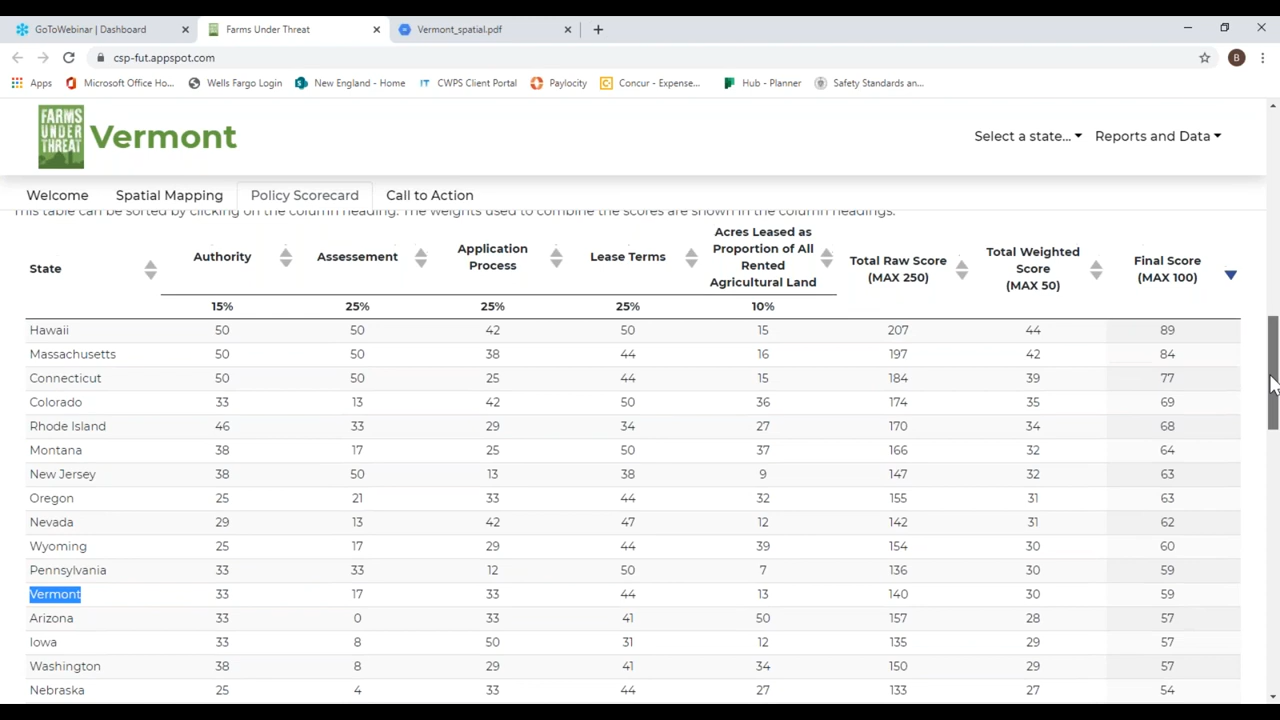 GoToWebinar | Dashboard
Farms Under Threat
Vermont_spatial.pdf
csp-fut.appspot.com
B
Apps
Microsoft Office Ho...
Wells Fargo Login
New England - Home
IT
CWPS Client Portal
Paylocity
Concur - Expense...
Hub - Planner
Safety Standards an...
FARMS
UNDER
THREAT
Vermont
Select a state...
Reports and Data
Welcome
Spatial Mapping
Policy Scorecard
Call to Action
This table can be sorted by clicking on the column heading. The weights used to combine the scores are shown in the column headings.
State Authority Assessement Application Process Lease Terms Acres Leased as Proportion of All Rented Agricultural Land Total Raw Score (MAX 250) Total Weighted Score (MAX 50) Final Score (MAX 100)
15% 25% 25% 25% 10%
Hawaii 50 50 42 50 15 207 44 89
Massachusetts 50 50 38 44 16 197 42 84
Connecticut 50 50 25 44 15 184 39 77
Colorado 33 13 42 50 36 174 35 69
Rhode Island 46 33 29 34 27 170 34 68
Montana 38 17 25 50 37 166 32 64
New Jersey 38 50 13 38 9 147 32 63
Oregon 25 21 33 44 32 155 31 63
Nevada 29 13 42 47 12 142 31 62
Wyoming 25 17 29 44 39 154 30 60
Pennsylvania 33 33 12 50 7 136 30 59
Vermont 33 17 33 44 13 140 30 59
Arizona 33 0 33 41 50 157 28 57
Iowa 33 8 50 31 12 135 29 57
Washington 38 8 29 41 34 150 29 57
Nebraska 25 4 33 44 27 133 27 54